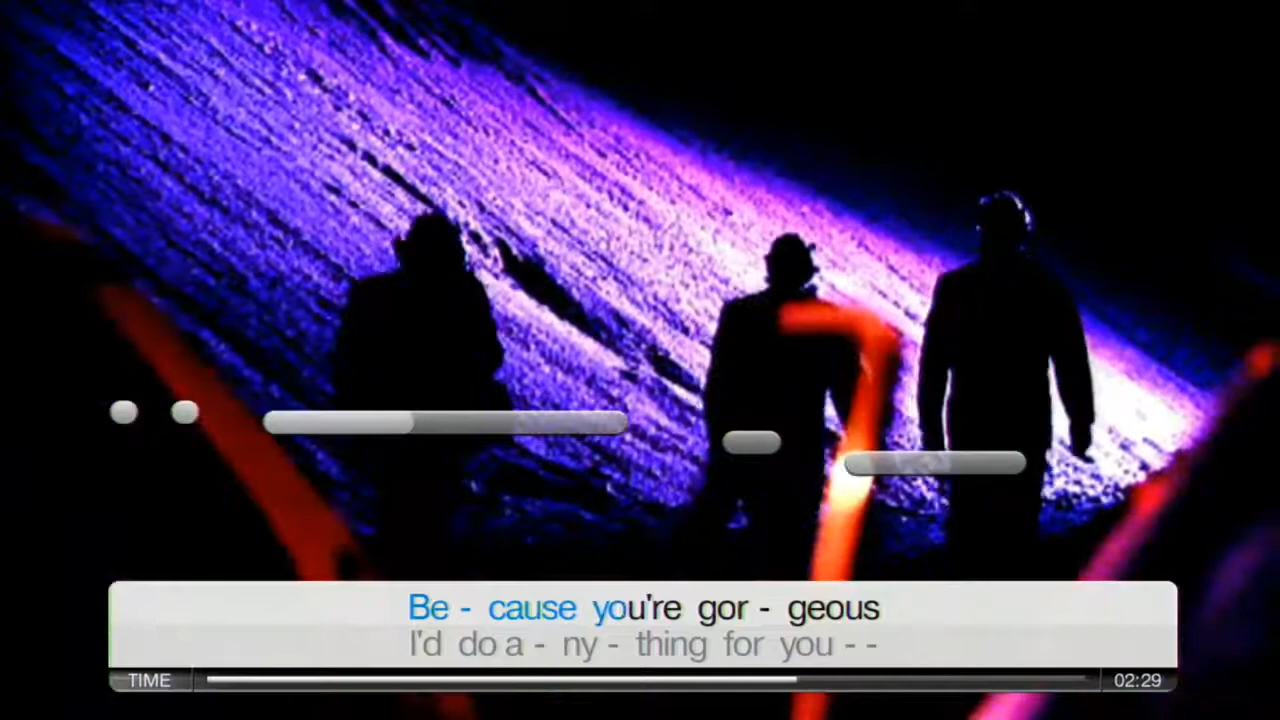 Be - cause you're gor - geous
I'd do a - ny - thing for you - -
TIME 02:29